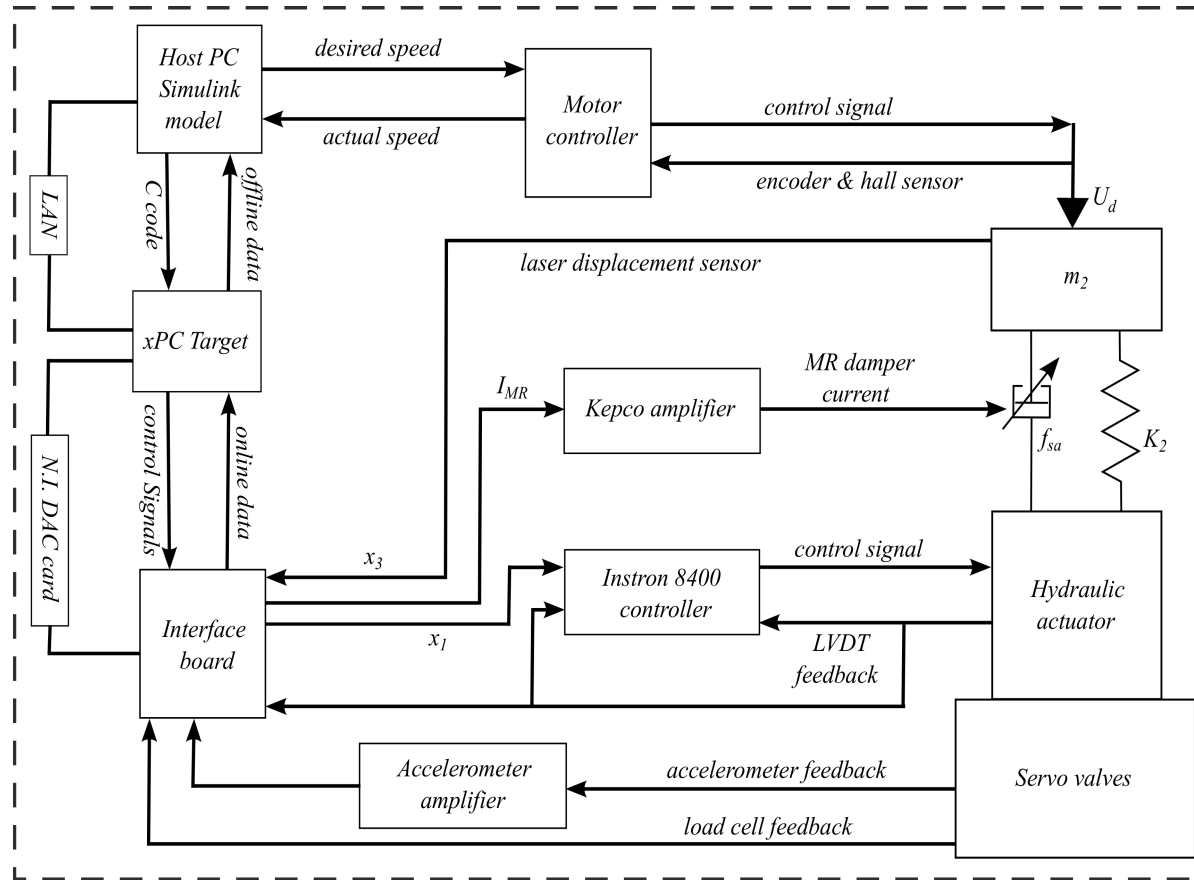 Host PC
Simulink
model
desired speed
actual speed
Motor
controller
control signal
encoder & hall sensor
U_d
LAN
C code
offline data
laser displacement sensor
m_2
xPC Target
I_MR
Kepco amplifier
MR damper
current
f_sa
K_2
N.I. DAC card
control Signals
online data
x_3
x_1
Instron 8400
controller
control signal
LVDT
feedback
Hydraulic
actuator
Interface
board
Accelerometer
amplifier
accelerometer feedback
load cell feedback
Servo valves